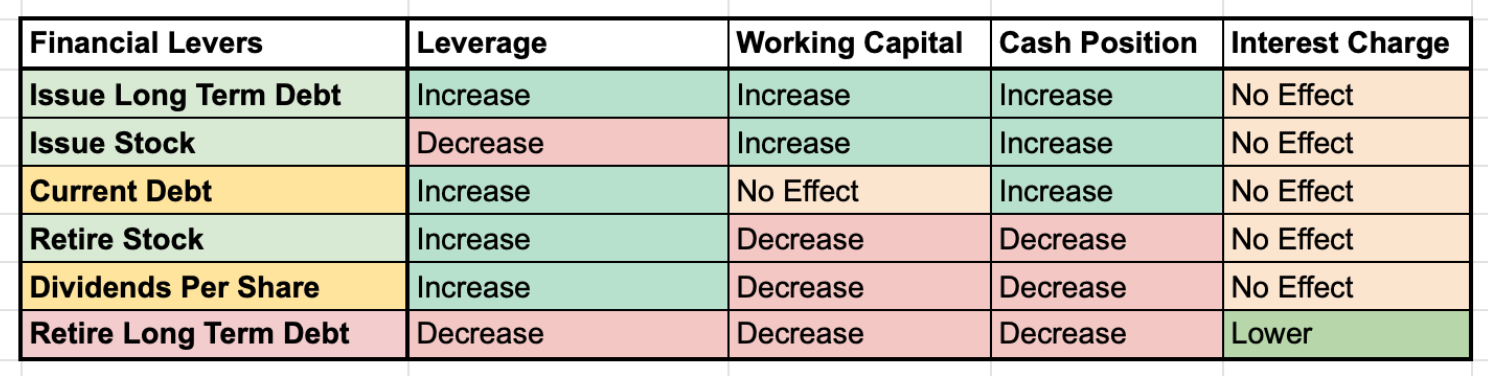 Financial Levers Leverage Working Capital Cash Position Interest Charge
Issue Long Term Debt Increase Increase Increase No Effect
Issue Stock Decrease Increase Increase No Effect
Current Debt Increase No Effect Increase No Effect
Retire Stock Increase Decrease Decrease No Effect
Dividends Per Share Increase Decrease Decrease No Effect
Retire Long Term Debt Decrease Decrease Decrease Lower